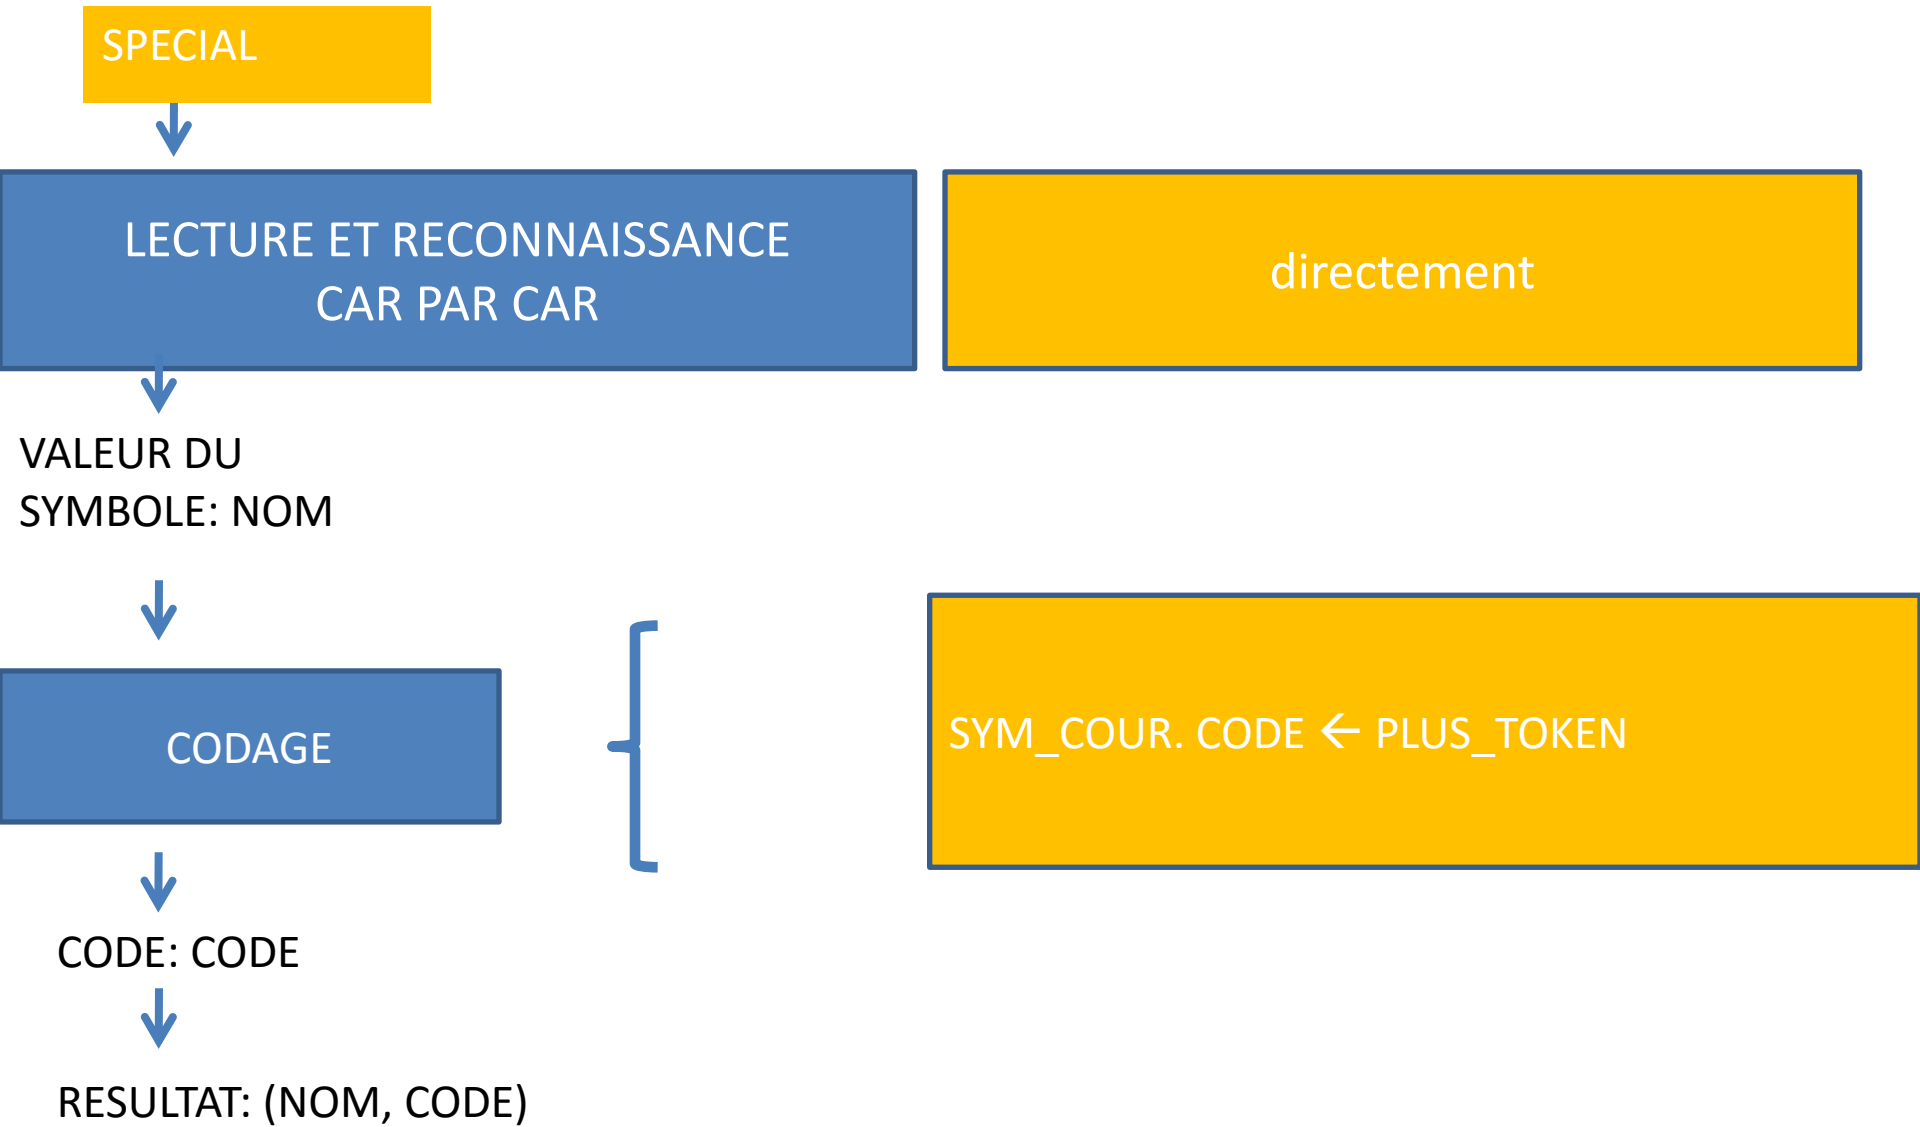 SPECIAL
LECTURE ET RECONNAISSANCE
CAR PAR CAR
directement
VALEUR DU
SYMBOLE: NOM
CODAGE
SYM_COUR. CODE ← PLUS_TOKEN
CODE: CODE
RESULTAT: (NOM, CODE)